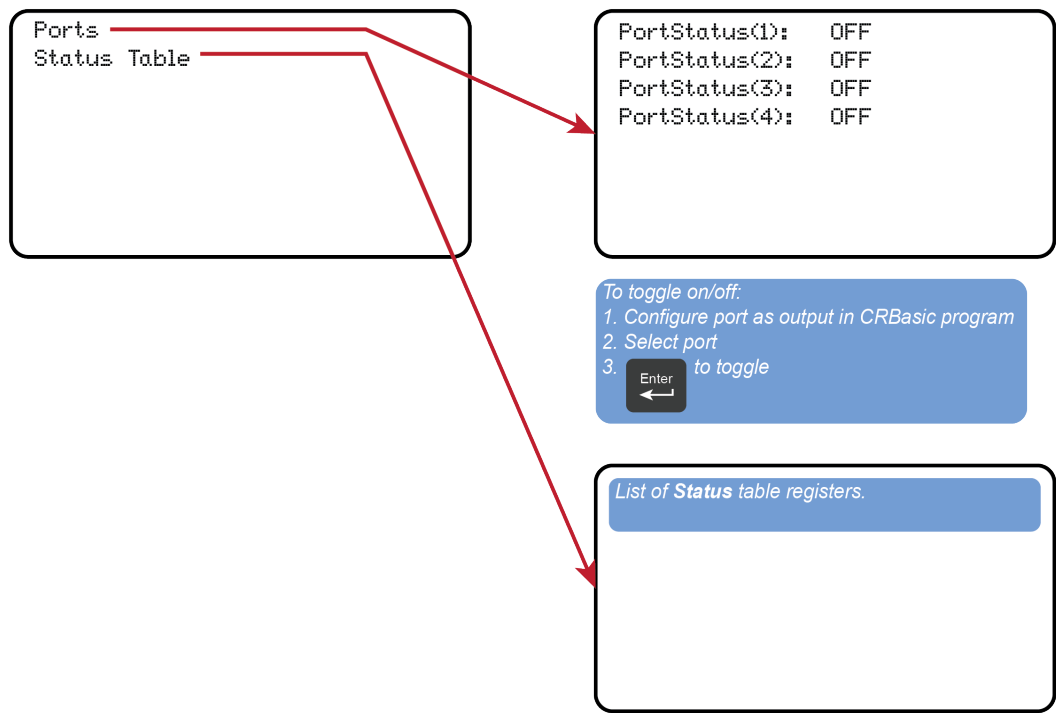 Ports
Status Table
PortStatus(1): OFF
PortStatus(2): OFF
PortStatus(3): OFF
PortStatus(4): OFF
To toggle on/off:
1. Configure port as output in CRBasic program
2. Select port
3. Enter to toggle
List of Status table registers.